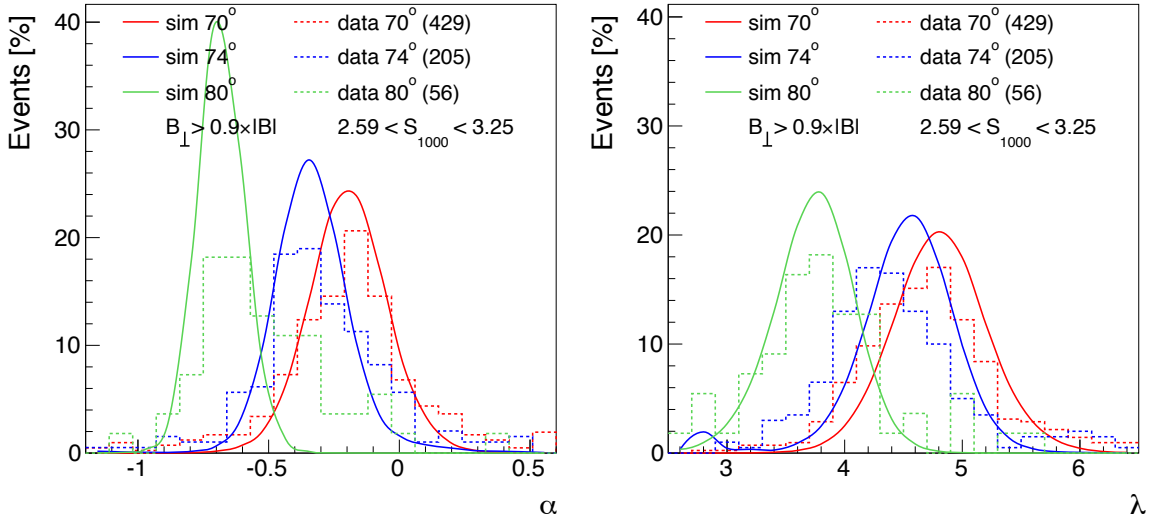 Events [%]
40
30
20
10
0
sim 70° data 70° (429)
sim 74° data 74° (205)
sim 80° data 80° (56)
B⊥ > 0.9×|B| 2.59 < S1000 < 3.25
-1 -0.5 0 0.5
α
Events [%]
40
30
20
10
0
sim 70° data 70° (429)
sim 74° data 74° (205)
sim 80° data 80° (56)
B⊥ > 0.9×|B| 2.59 < S1000 < 3.25
3 4 5 6
λ